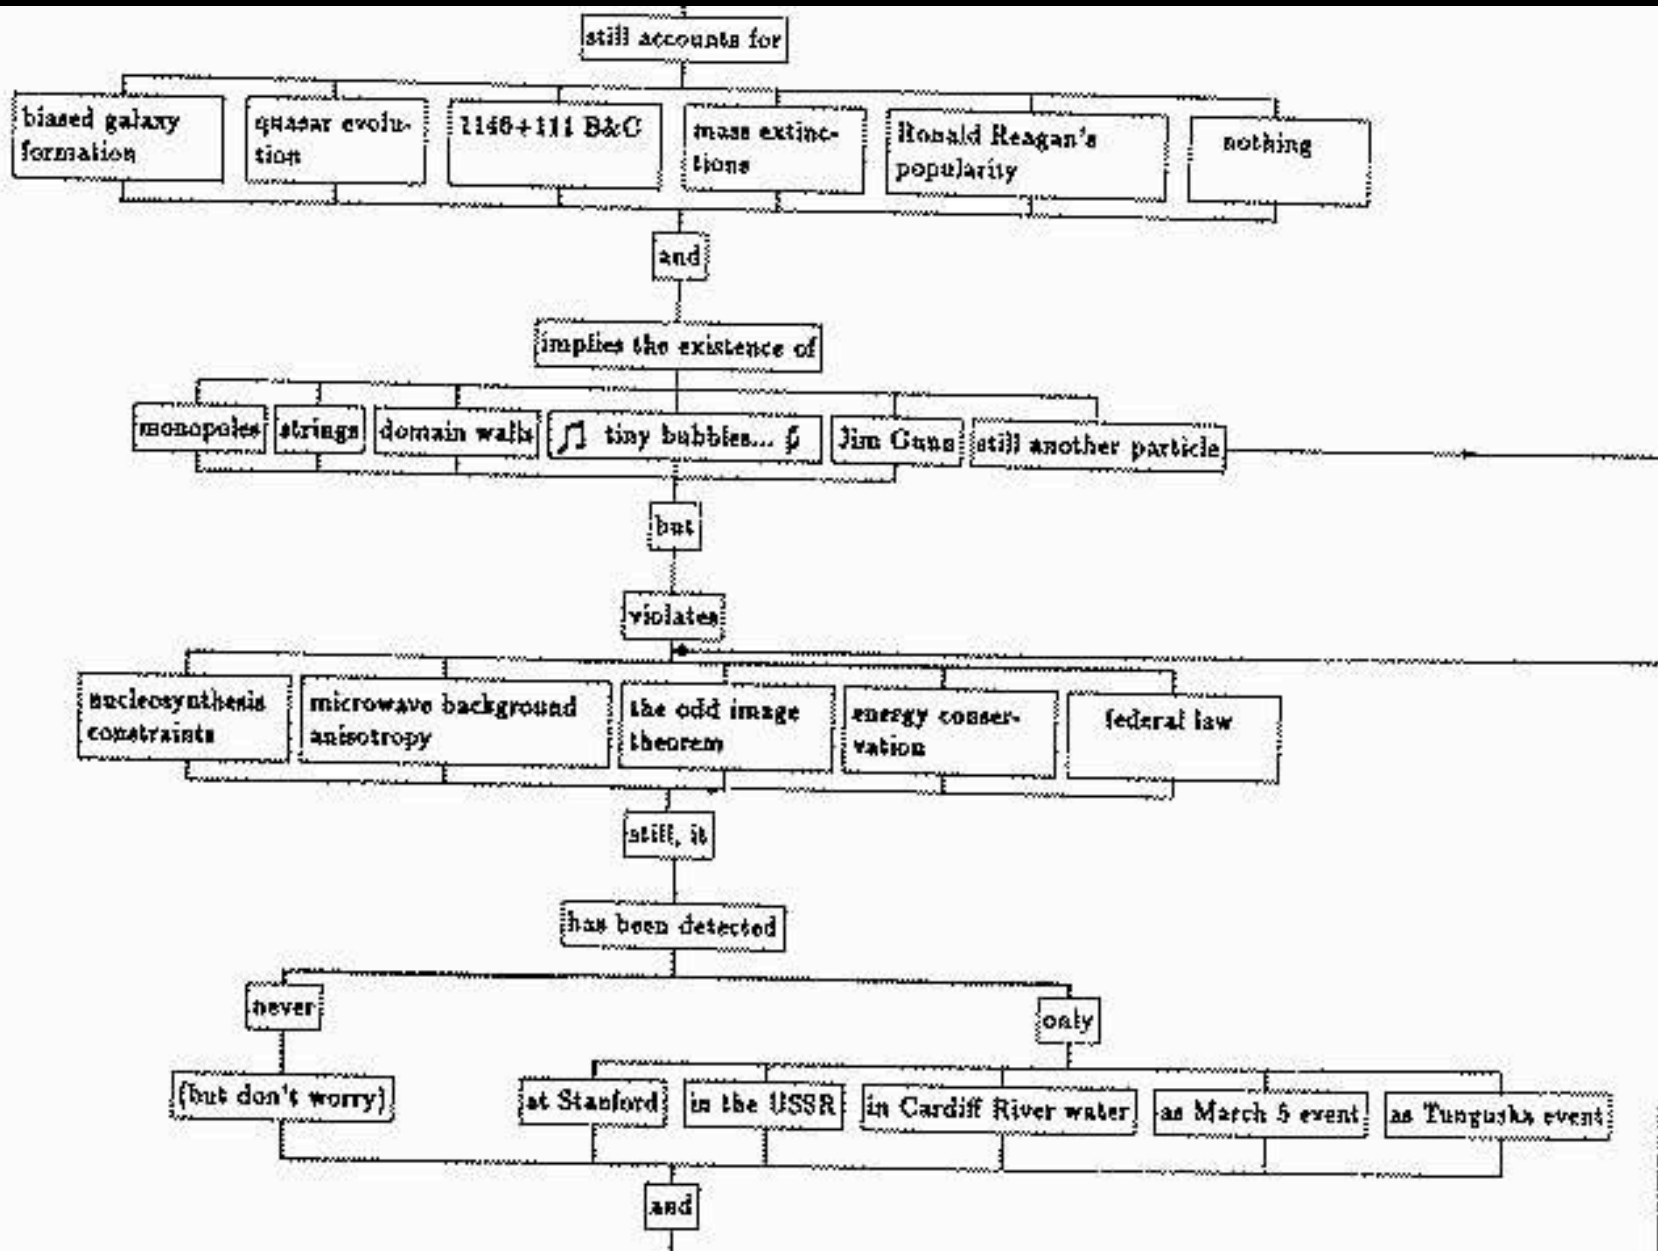 still accounts for
biased galaxy
formation
quasar evolu-
tion
1146+111 B&C
mass extinc-
tions
Ronald Reagan's
popularity
nothing
and
implies the existence of
monopoles
strings
domain walls
♫ tiny bubbles... ♫
Jim Gunn
still another particle
but
violates
nucleosynthesis
constraints
microwave background
anisotropy
the odd image
theorem
energy conser-
vation
federal law
still, it
has been detected
never
only
(but don't worry)
at Stanford
in the USSR
in Cardiff River water
as March 5 event
as Tunguska event
and